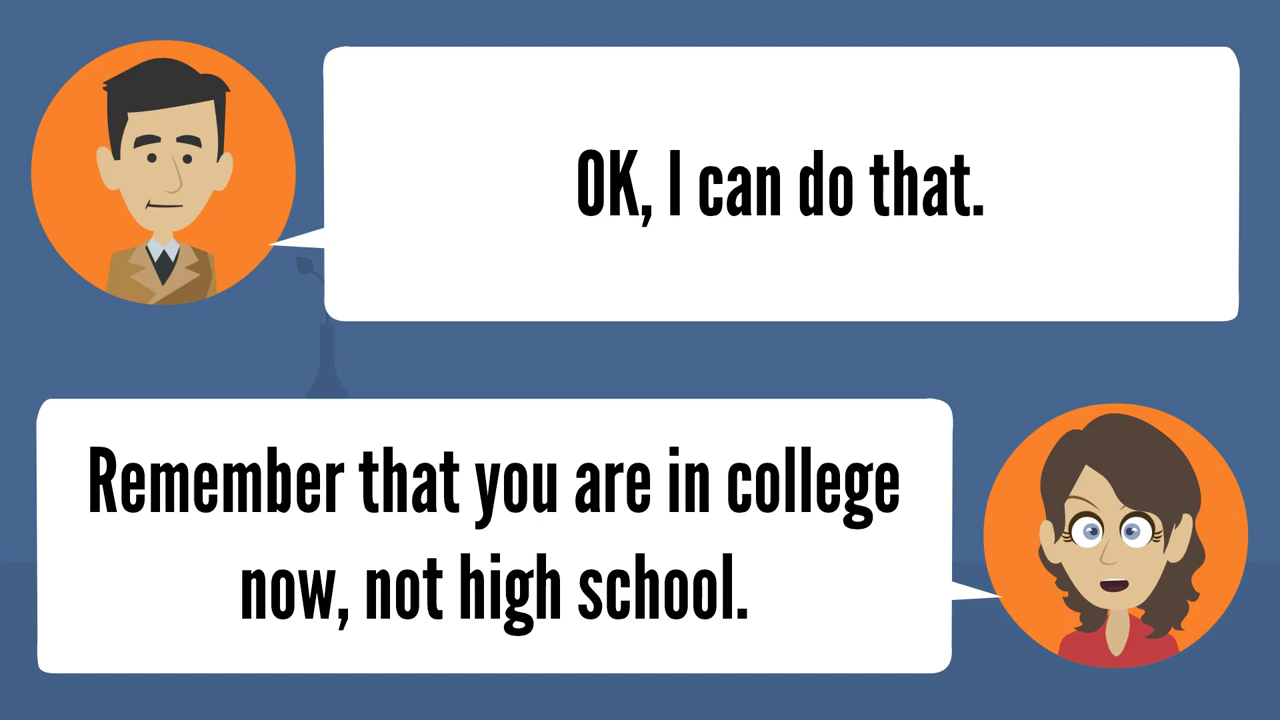 OK, I can do that.
Remember that you are in college
now, not high school.